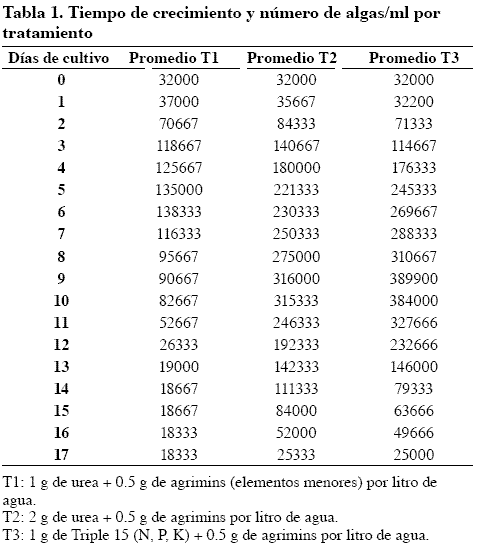 Tabla 1. Tiempo de crecimiento y número de algas/ml por
tratamiento
Días de cultivo Promedio T1 Promedio T2 Promedio T3
0 32000 32000 32000
1 37000 35667 32200
2 70667 84333 71333
3 118667 140667 114667
4 125667 180000 176333
5 135000 221333 245333
6 138333 230333 269667
7 116333 250333 288333
8 95667 275000 310667
9 90667 316000 389900
10 82667 315333 384000
11 52667 246333 327666
12 26333 192333 232666
13 19000 142333 146000
14 18667 111333 79333
15 18667 84000 63666
16 18333 52000 49666
17 18333 25333 25000
T1: 1 g de urea + 0.5 g de agrimins (elementos menores) por litro de
agua.
T2: 2 g de urea + 0.5 g de agrimins por litro de agua.
T3: 1 g de Triple 15 (N, P, K) + 0.5 g de agrimins por litro de agua.